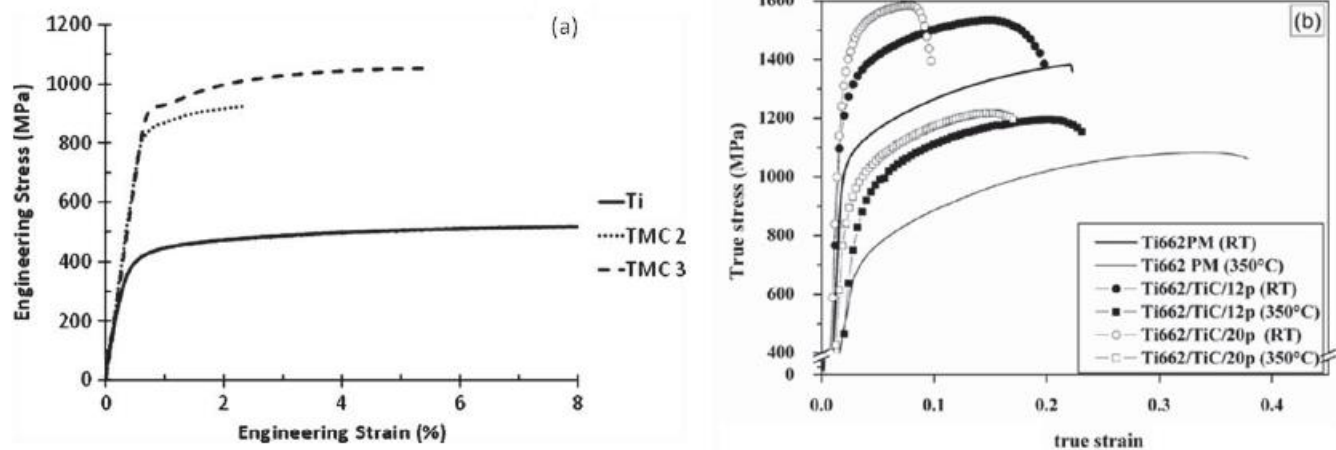 (a)
1200
1000
800
600
400
200
0
Engineering Stress (MPa)
0 2 4 6 8
Engineering Strain (%)
Ti
TMC 2
TMC 3
(b)
1600
1400
1200
1000
800
600
400
0
True stress (MPa)
0.0 0.1 0.2 0.3 0.4
true strain
Ti662PM (RT)
Ti662 PM (350°C)
Ti662/TiC/12p (RT)
Ti662/TiC/12p (350°C)
Ti662/TiC/20p (RT)
Ti662/TiC/20p (350°C)